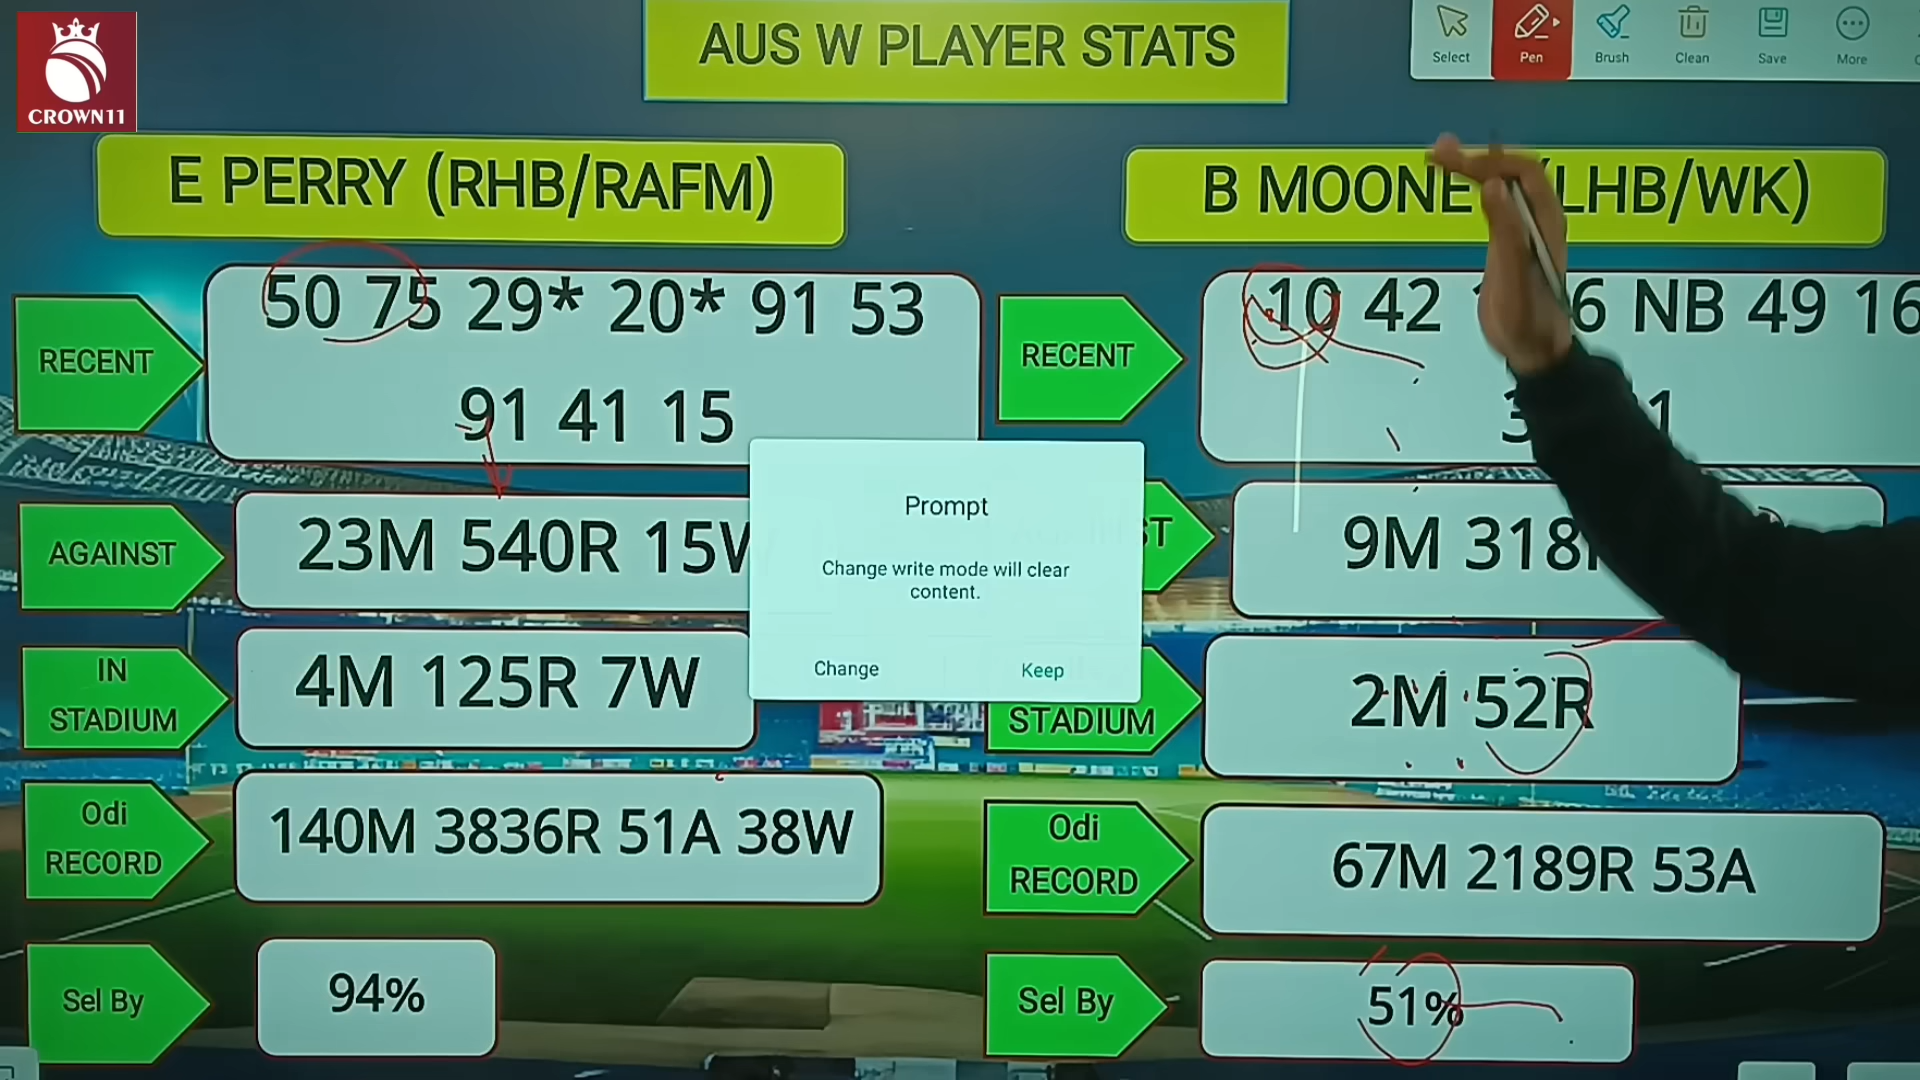 CROWN11
AUS W PLAYER STATS
Select
Pen
Brush
Clean
Save
More
E PERRY (RHB/RAFM)
RECENT
50 75 29* 20* 91 53
91 41 15
AGAINST
23M 540R 15W
IN
STADIUM
4M 125R 7W
Odi
RECORD
140M 3836R 51A 38W
Sel By
94%
B MOONE (LHB/WK)
RECENT
10 42 NB 49 16
9M 318
STADIUM
2M 52R
Odi
RECORD
67M 2189R 53A
Sel By
51%
Prompt
Change write mode will clear
content.
Change
Keep